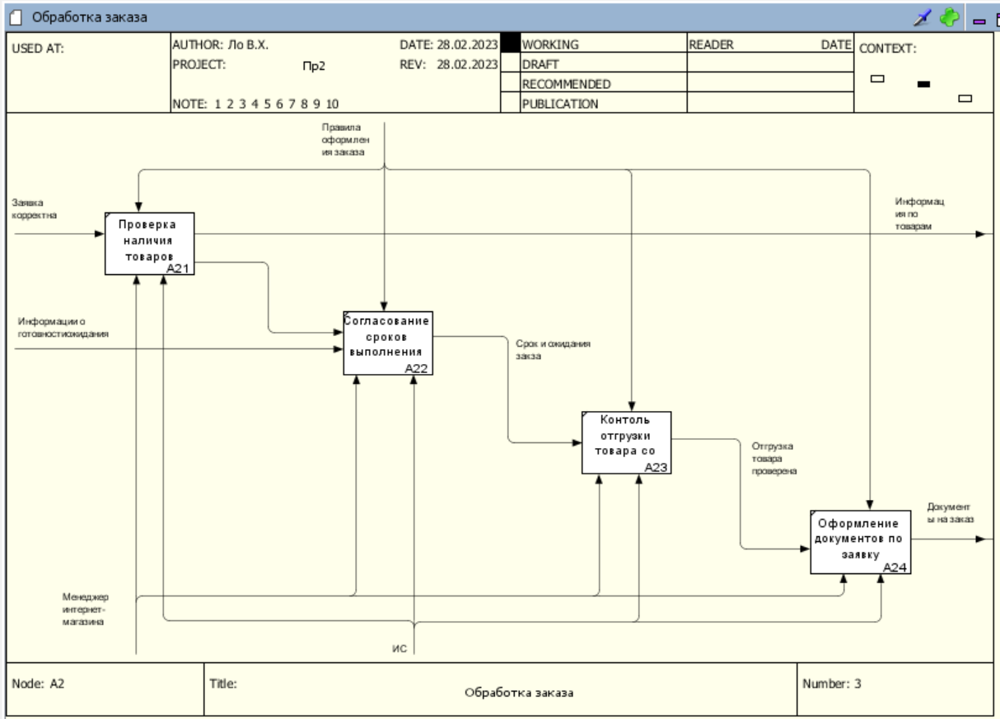 Обработка заказа
USED AT:
AUTHOR: Ло В.Х.
DATE: 28.02.2023
PROJECT: Пр2
REV: 28.02.2023
NOTE: 1 2 3 4 5 6 7 8 9 10
WORKING
DRAFT
RECOMMENDED
PUBLICATION
READER DATE
CONTEXT:
Правила
оформлен
ия заказа
Заявка
корректна
Проверка
наличия
товаров
A21
Информац
ия по
товарам
Информации о
готовностиожидания
Согласование
сроков
выполнения
A22
Срок и ожидания
закза
Контоль
отгрузки
товара со
A23
Отгрузка
товара
проверена
Оформление
документов по
заявку
A24
Документ
ы на заказ
Менеджер
интернет-
магазина
ИС
Node: A2
Title:
Обработка заказа
Number: 3